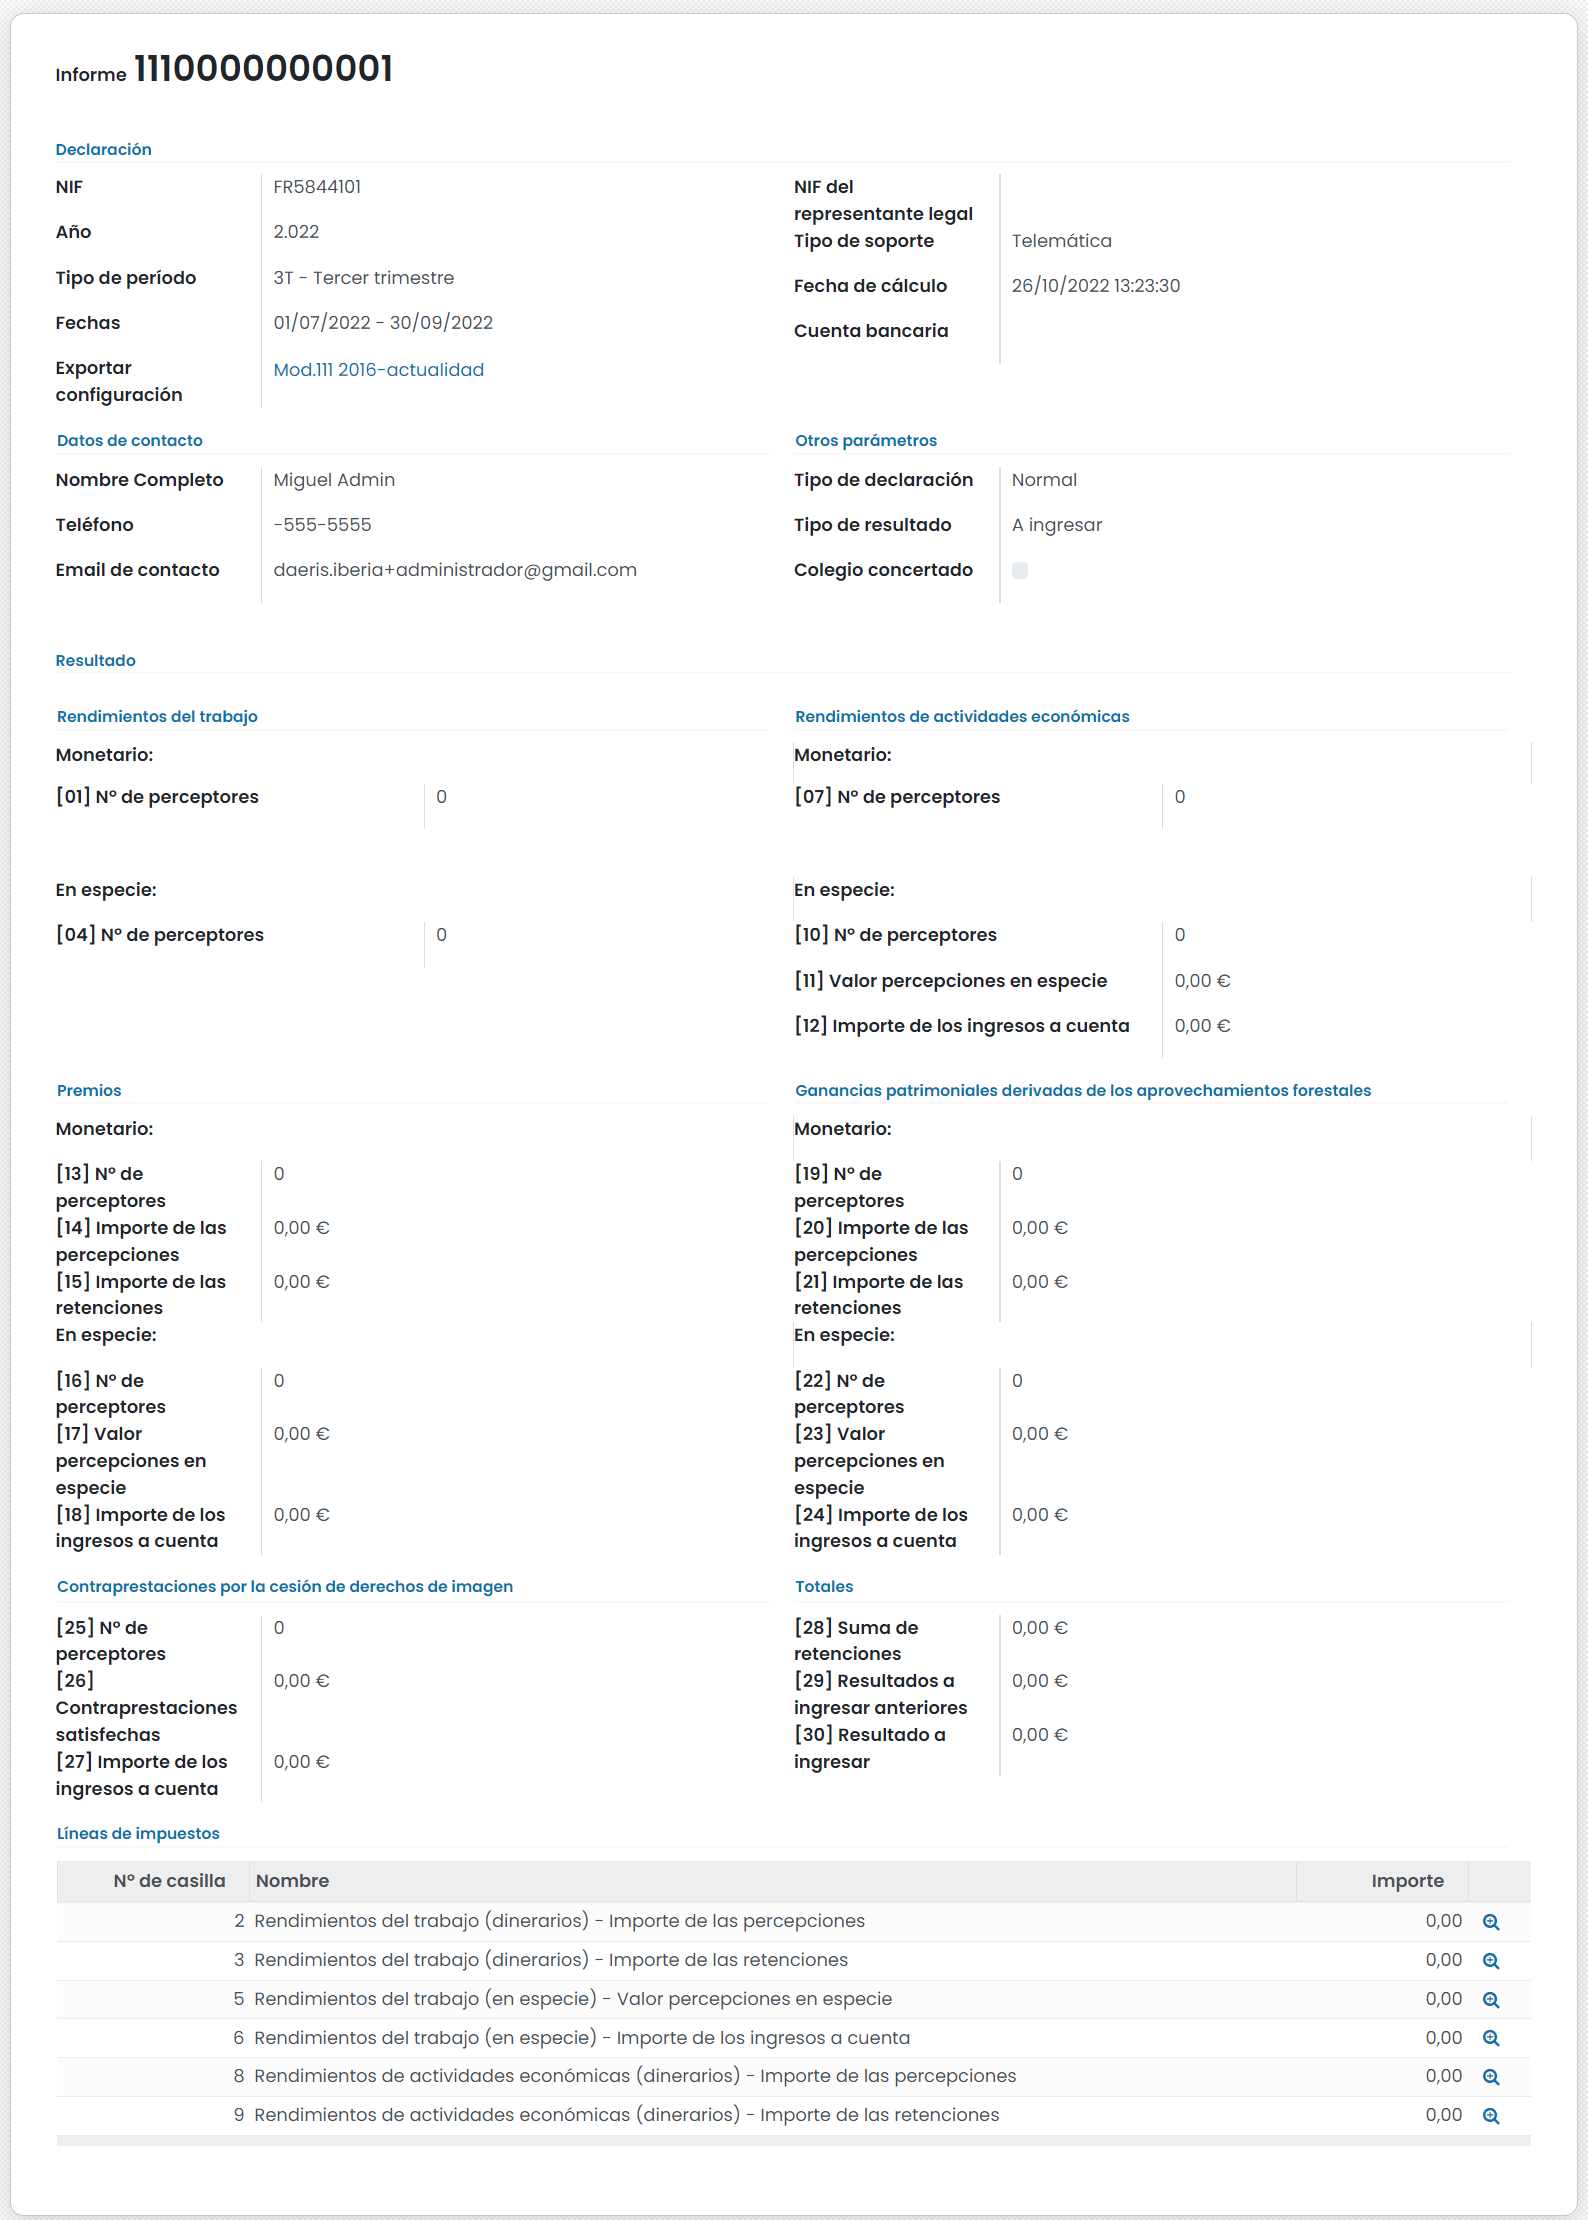 Informe 1110000000001
Declaración
NIF FR5844101
Año 2.022
Tipo de período 3T - Tercer trimestre
Fechas 01/07/2022 - 30/09/2022
Exportar
configuración Mod.111 2016-actualidad
NIF del
representante legal
Tipo de soporte Telemática
Fecha de cálculo 26/10/2022 13:23:30
Cuenta bancaria
Datos de contacto
Nombre Completo Miguel Admin
Teléfono -555-5555
Email de contacto daeris.iberia+administrador@gmail.com
Otros parámetros
Tipo de declaración Normal
Tipo de resultado A ingresar
Colegio concertado
Resultado
Rendimientos del trabajo
Monetario:
[01] Nº de perceptores 0
En especie:
[04] Nº de perceptores 0
Rendimientos de actividades económicas
Monetario:
[07] Nº de perceptores 0
En especie:
[10] Nº de perceptores 0
[11] Valor percepciones en especie 0,00 €
[12] Importe de los ingresos a cuenta 0,00 €
Premios
Monetario:
[13] Nº de 0
perceptores
[14] Importe de las 0,00 €
percepciones
[15] Importe de las 0,00 €
retenciones
En especie:
[16] Nº de 0
perceptores
[17] Valor 0,00 €
percepciones en
especie
[18] Importe de los 0,00 €
ingresos a cuenta
Ganancias patrimoniales derivadas de los aprovechamientos forestales
Monetario:
[19] Nº de 0
perceptores
[20] Importe de las 0,00 €
percepciones
[21] Importe de las 0,00 €
retenciones
En especie:
[22] Nº de 0
perceptores
[23] Valor 0,00 €
percepciones en
especie
[24] Importe de los 0,00 €
ingresos a cuenta
Contraprestaciones por la cesión de derechos de imagen
[25] Nº de 0
perceptores
[26] 0,00 €
Contraprestaciones
satisfechas
[27] Importe de los 0,00 €
ingresos a cuenta
Totales
[28] Suma de 0,00 €
retenciones
[29] Resultados a 0,00 €
ingresar anteriores
[30] Resultado a 0,00 €
ingresar
Líneas de impuestos
Nº de casilla Nombre Importe
2 Rendimientos del trabajo (dinerarios) - Importe de las percepciones 0,00
3 Rendimientos del trabajo (dinerarios) - Importe de las retenciones 0,00
5 Rendimientos del trabajo (en especie) - Valor percepciones en especie 0,00
6 Rendimientos del trabajo (en especie) - Importe de los ingresos a cuenta 0,00
8 Rendimientos de actividades económicas (dinerarios) - Importe de las percepciones 0,00
9 Rendimientos de actividades económicas (dinerarios) - Importe de las retenciones 0,00